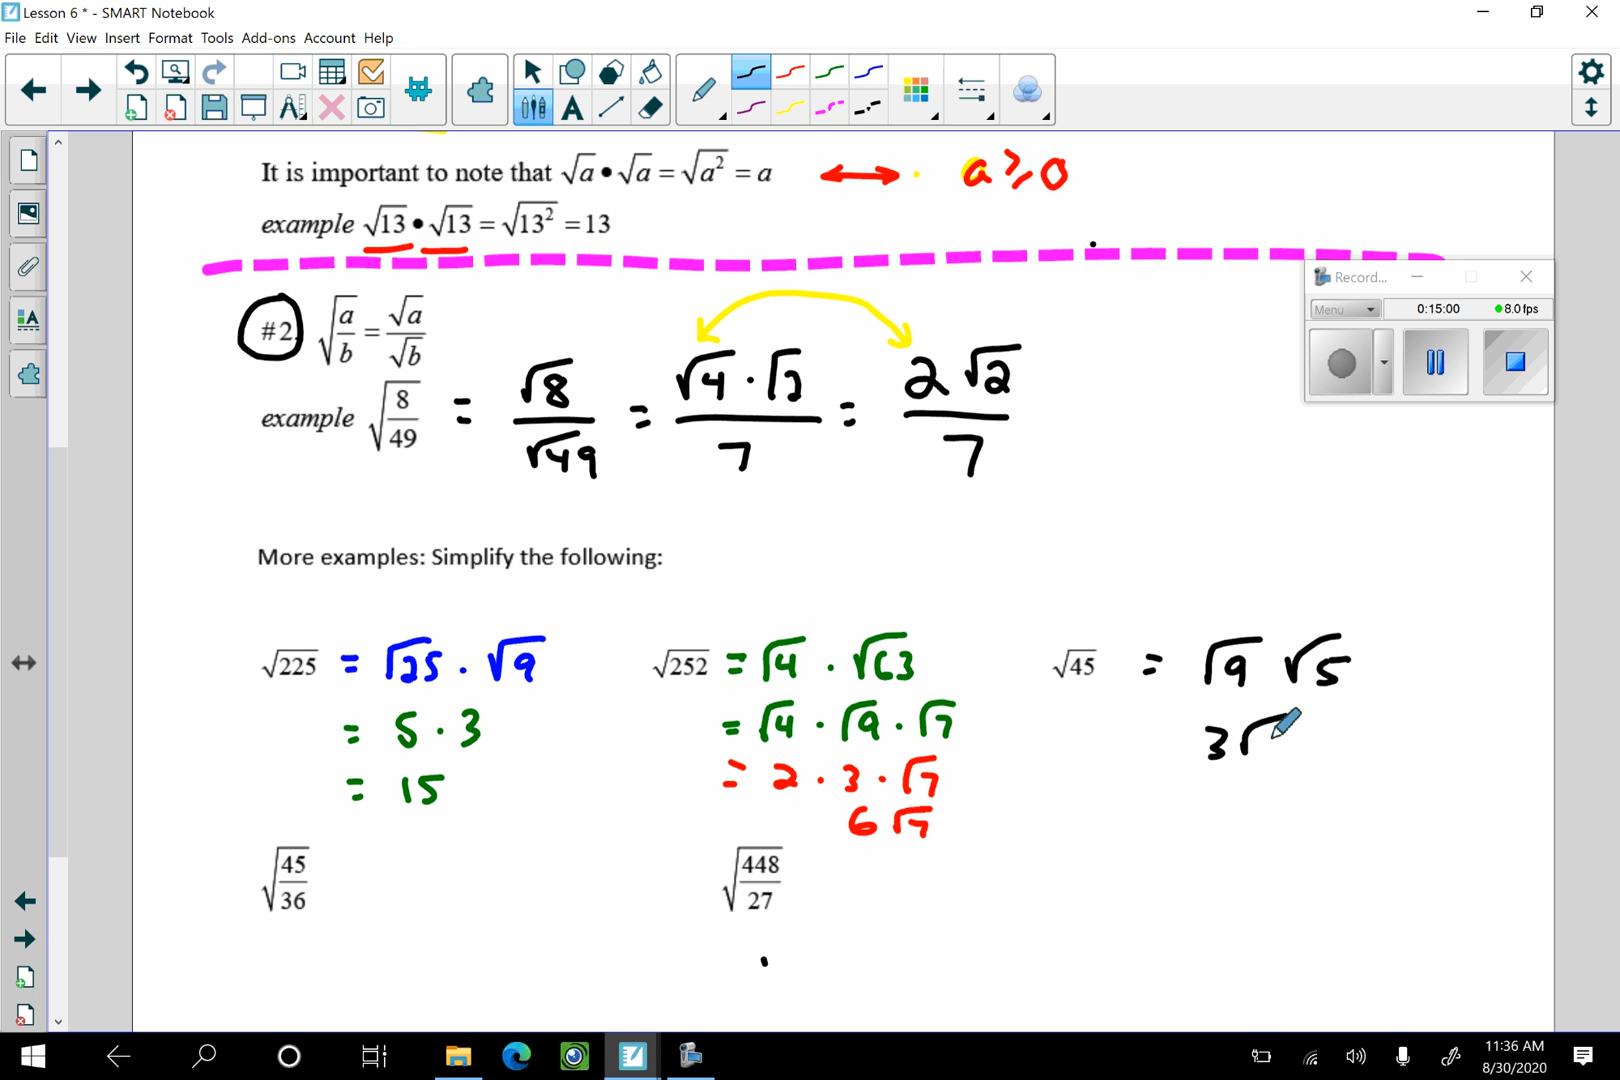 Lesson 6 * - SMART Notebook
File Edit View Insert Format Tools Add-ons Account Help
It is important to note that √a • √a = √a² = a a ≥ 0
example √13 • √13 = √13² = 13
Record...
Menu 0:15:00 8.0 fps
#2 √(a/b) = √a/√b
example √(8/49) = √8/√49 = √4 · √2/7 = 2√2/7
More examples: Simplify the following:
√225 = √25 · √9
= 5 · 3
= 15
√252 = √4 · √63
= √4 · √9 · √7
= 2 · 3 · √7
6√7
√45 = √9 √5
3√
√(45/36) √(448/27)
11:36 AM
8/30/2020